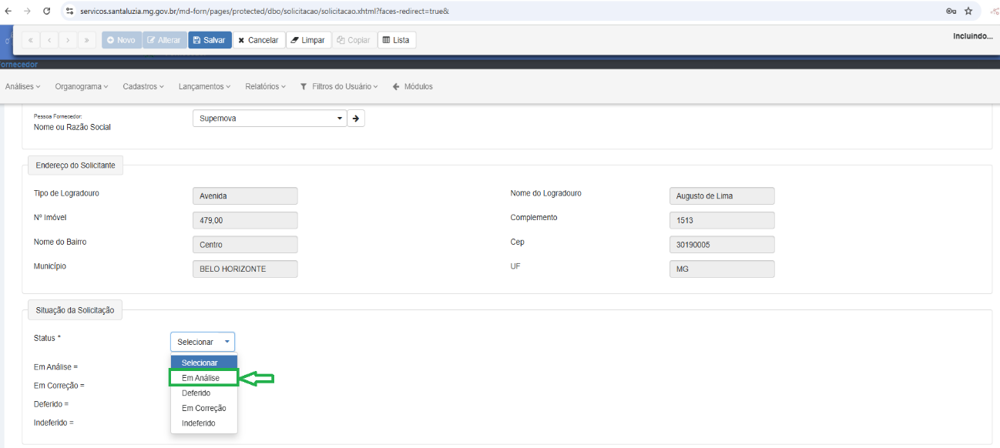 servicos.santaluzia.mg.gov.br/md-forn/pages/protected/dbo/solicitacao/solicitacao.xhtml?faces-redirect=true&
« ‹ › » Novo Alterar Salvar Cancelar Limpar Copiar Lista Incluindo...
ornecedor
Análises Organograma Cadastros Lançamentos Relatórios Filtros do Usuário Módulos
Pessoa Fornecedor:
Nome ou Razão Social Supernova
Endereço do Solicitante
Tipo de Logradouro Avenida Nome do Logradouro Augusto de Lima
Nº Imóvel 479,00 Complemento 1513
Nome do Bairro Centro Cep 30190005
Município BELO HORIZONTE UF MG
Situação da Solicitação
Status * Selecionar
Selecionar
Em Análise = Em Análise
Em Correção = Deferido
Deferido = Em Correção
Indeferido = Indeferido